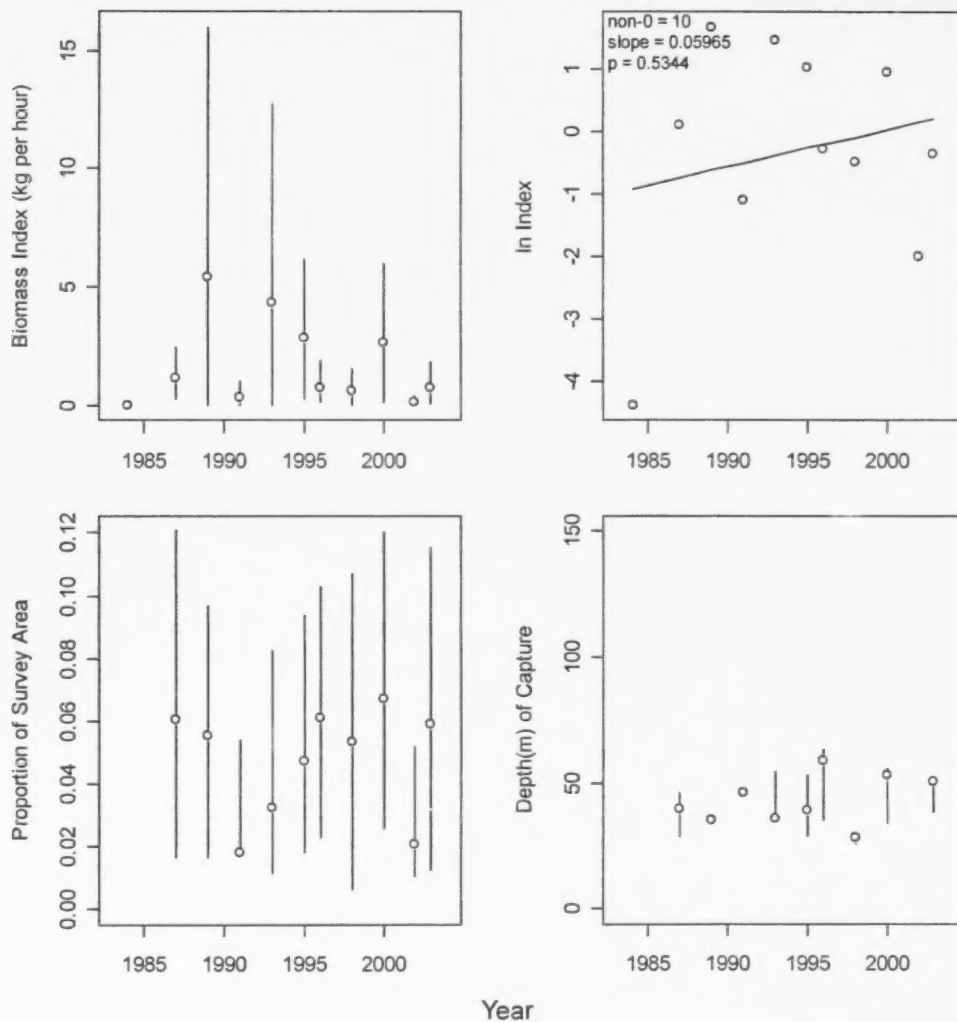 Biomass Index (kg per hour)
15
10
5
0
1985 1990 1995 2000
ln Index
1
0
-1
-2
-3
-4
non-0 = 10
slope = 0.05965
p = 0.5344
1985 1990 1995 2000
Proportion of Survey Area
0.12
0.10
0.08
0.06
0.04
0.02
0.00
1985 1990 1995 2000
Depth(m) of Capture
150
100
50
0
1985 1990 1995 2000
Year